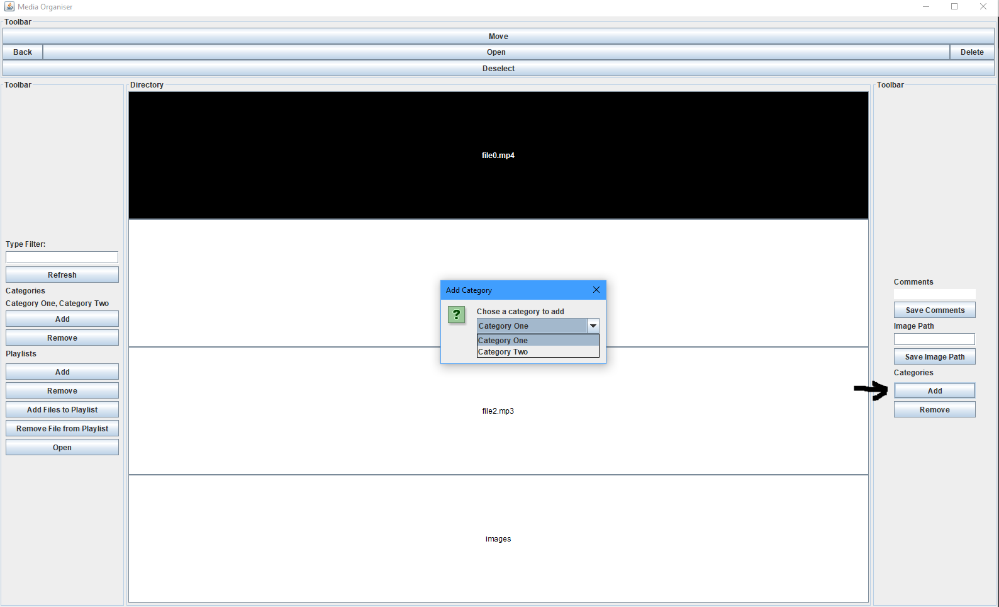 Media Organiser
Toolbar
Move
Back Open Delete
Deselect
Toolbar
Type Filter:
Refresh
Categories
Category One, Category Two
Add
Remove
Playlists
Add
Remove
Add Files to Playlist
Remove File from Playlist
Open
Directory
file0.mp4
file2.mp3
images
Add Category
?
Chose a category to add
Category One
Category One
Category Two
Toolbar
Comments
Save Comments
Image Path
Save Image Path
Categories
Add
Remove